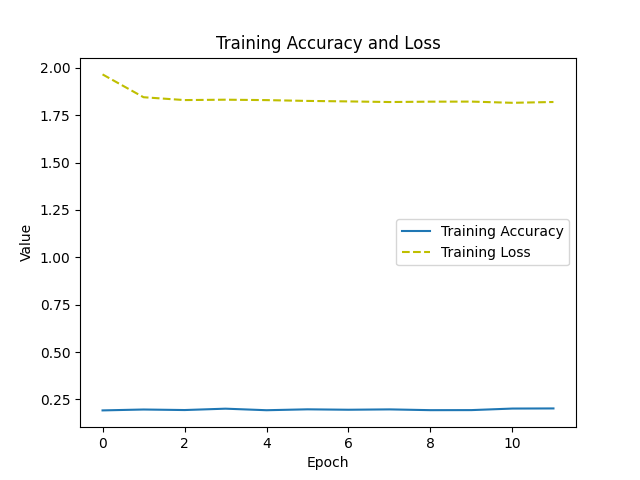 Training Accuracy and Loss
2.00
1.75
1.50
1.25
1.00
0.75
0.50
0.25
Value
Training Accuracy
Training Loss
0 2 4 6 8 10
Epoch